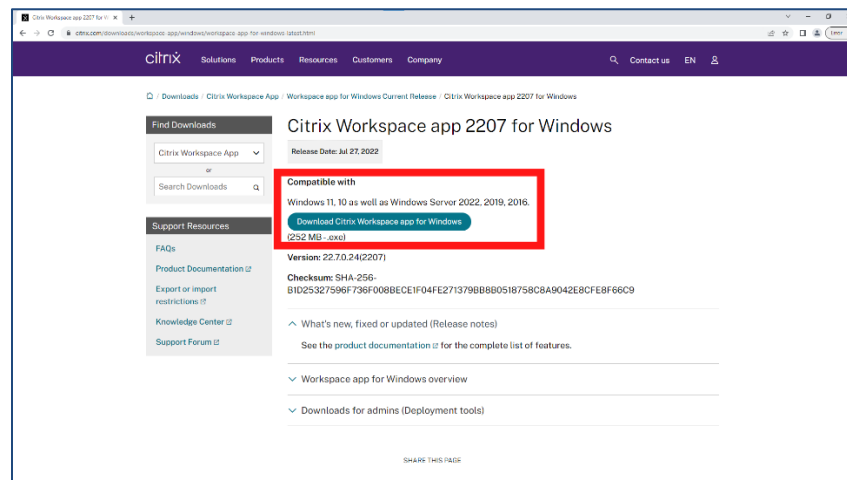 Citrix Workspace app 2207 for W
citrix.com/downloads/workspace-app/windows/workspace-app-for-windows-latest.html
citrix Solutions Products Resources Customers Company Contact us EN
/ Downloads / Citrix Workspace App / Workspace app for Windows Current Release / Citrix Workspace app 2207 for Windows
Find Downloads
Citrix Workspace App
or
Search Downloads
Support Resources
FAQs
Product Documentation
Export or import
restrictions
Knowledge Center
Support Forum
Citrix Workspace app 2207 for Windows
Release Date: Jul 27, 2022
Compatible with
Windows 11, 10 as well as Windows Server 2022, 2019, 2016.
Download Citrix Workspace app for Windows
(252 MB - .exe)
Version: 22.7.0.24(2207)
Checksum: SHA-256-
B1D25327596F736F008BECE1F04FE271379BB8B0518758C8A9042E8CFE8F66C9
What's new, fixed or updated (Release notes)
See the product documentation for the complete list of features.
Workspace app for Windows overview
Downloads for admins (Deployment tools)
SHARE THIS PAGE